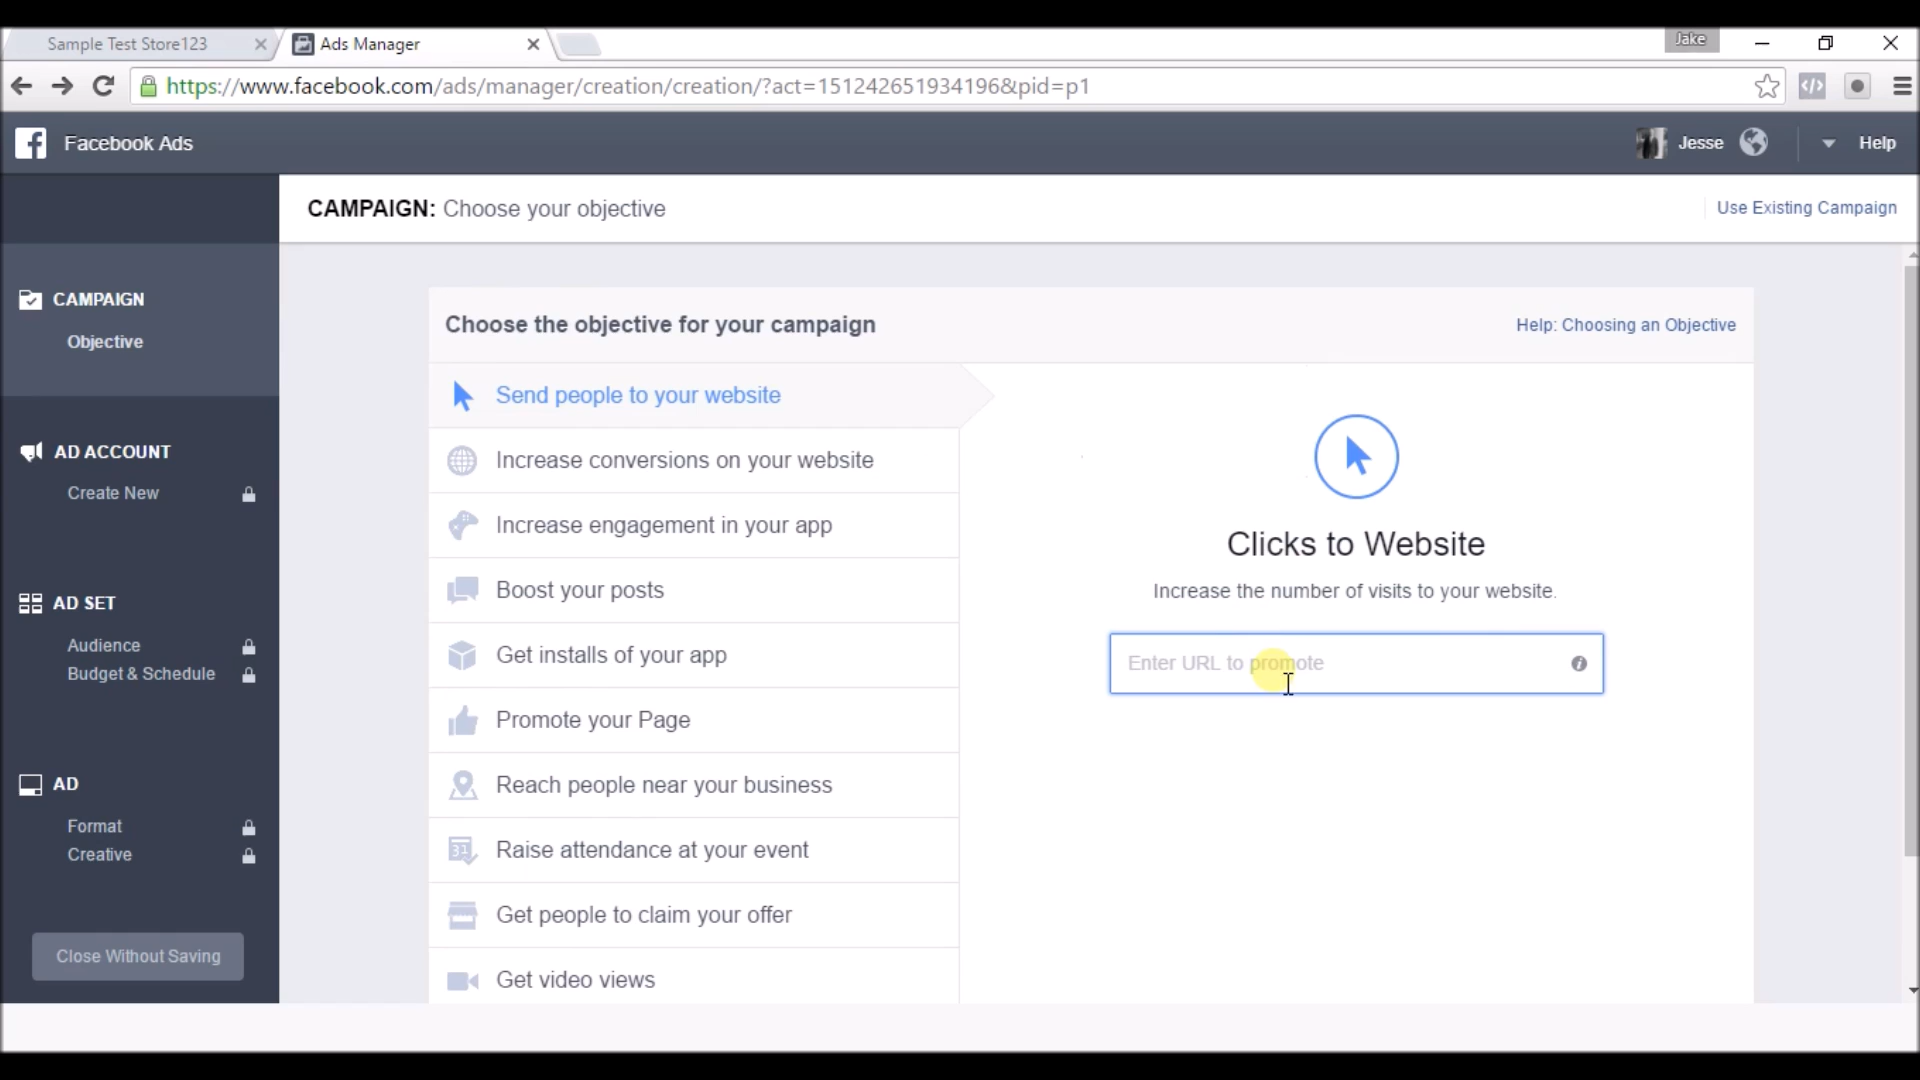 Sample Test Store123
Ads Manager
Jake
https://www.facebook.com/ads/manager/creation/creation/?act=151242651934196&pid=p1
Facebook Ads
Jesse
Help
CAMPAIGN: Choose your objective
Use Existing Campaign
CAMPAIGN
Objective
AD ACCOUNT
Create New
AD SET
Audience
Budget & Schedule
AD
Format
Creative
Close Without Saving
Choose the objective for your campaign
Help: Choosing an Objective
Send people to your website
Increase conversions on your website
Increase engagement in your app
Boost your posts
Get installs of your app
Promote your Page
Reach people near your business
31
Raise attendance at your event
Get people to claim your offer
Get video views
Clicks to Website
Increase the number of visits to your website.
Enter URL to promote